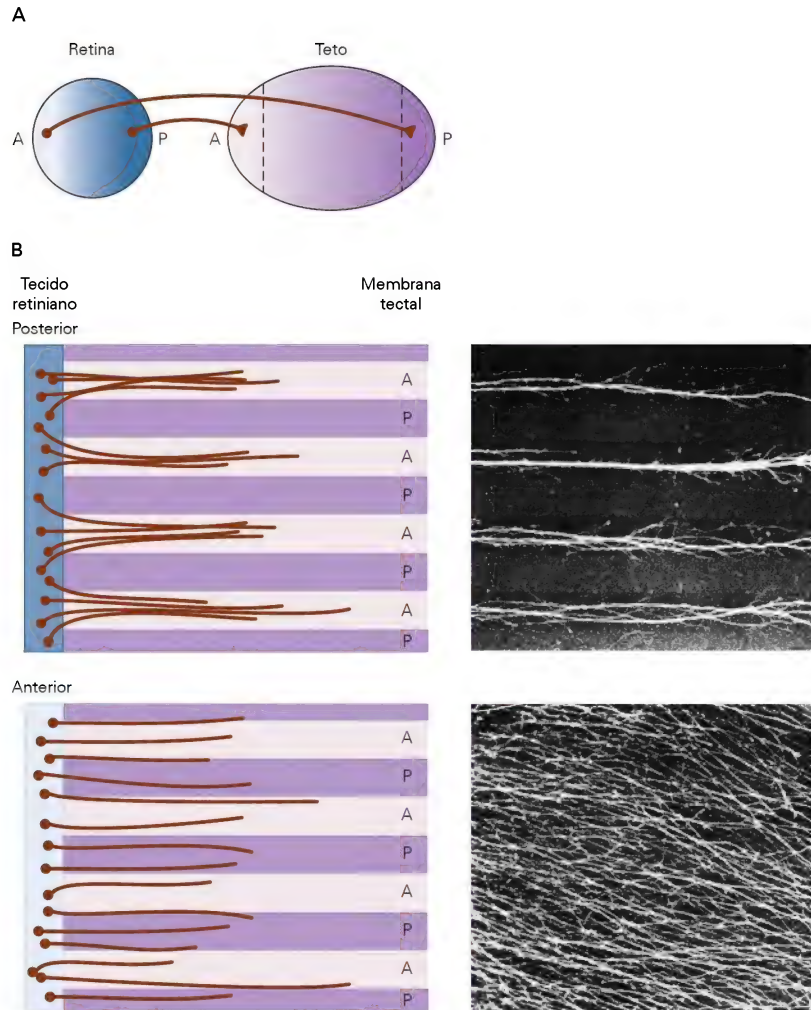 A
Retina Teto
A P A P
B
Tecido
retiniano
Membrana
tectal
Posterior
A
P
A
P
A
P
A
P
Anterior
A
P
A
P
A
P
A
P